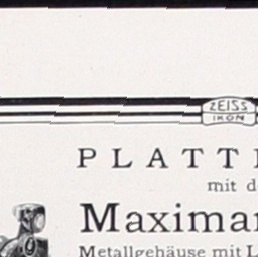 ZEISS
IKON
PLATT
mit d
Maximar
Metallgehäuse mit L